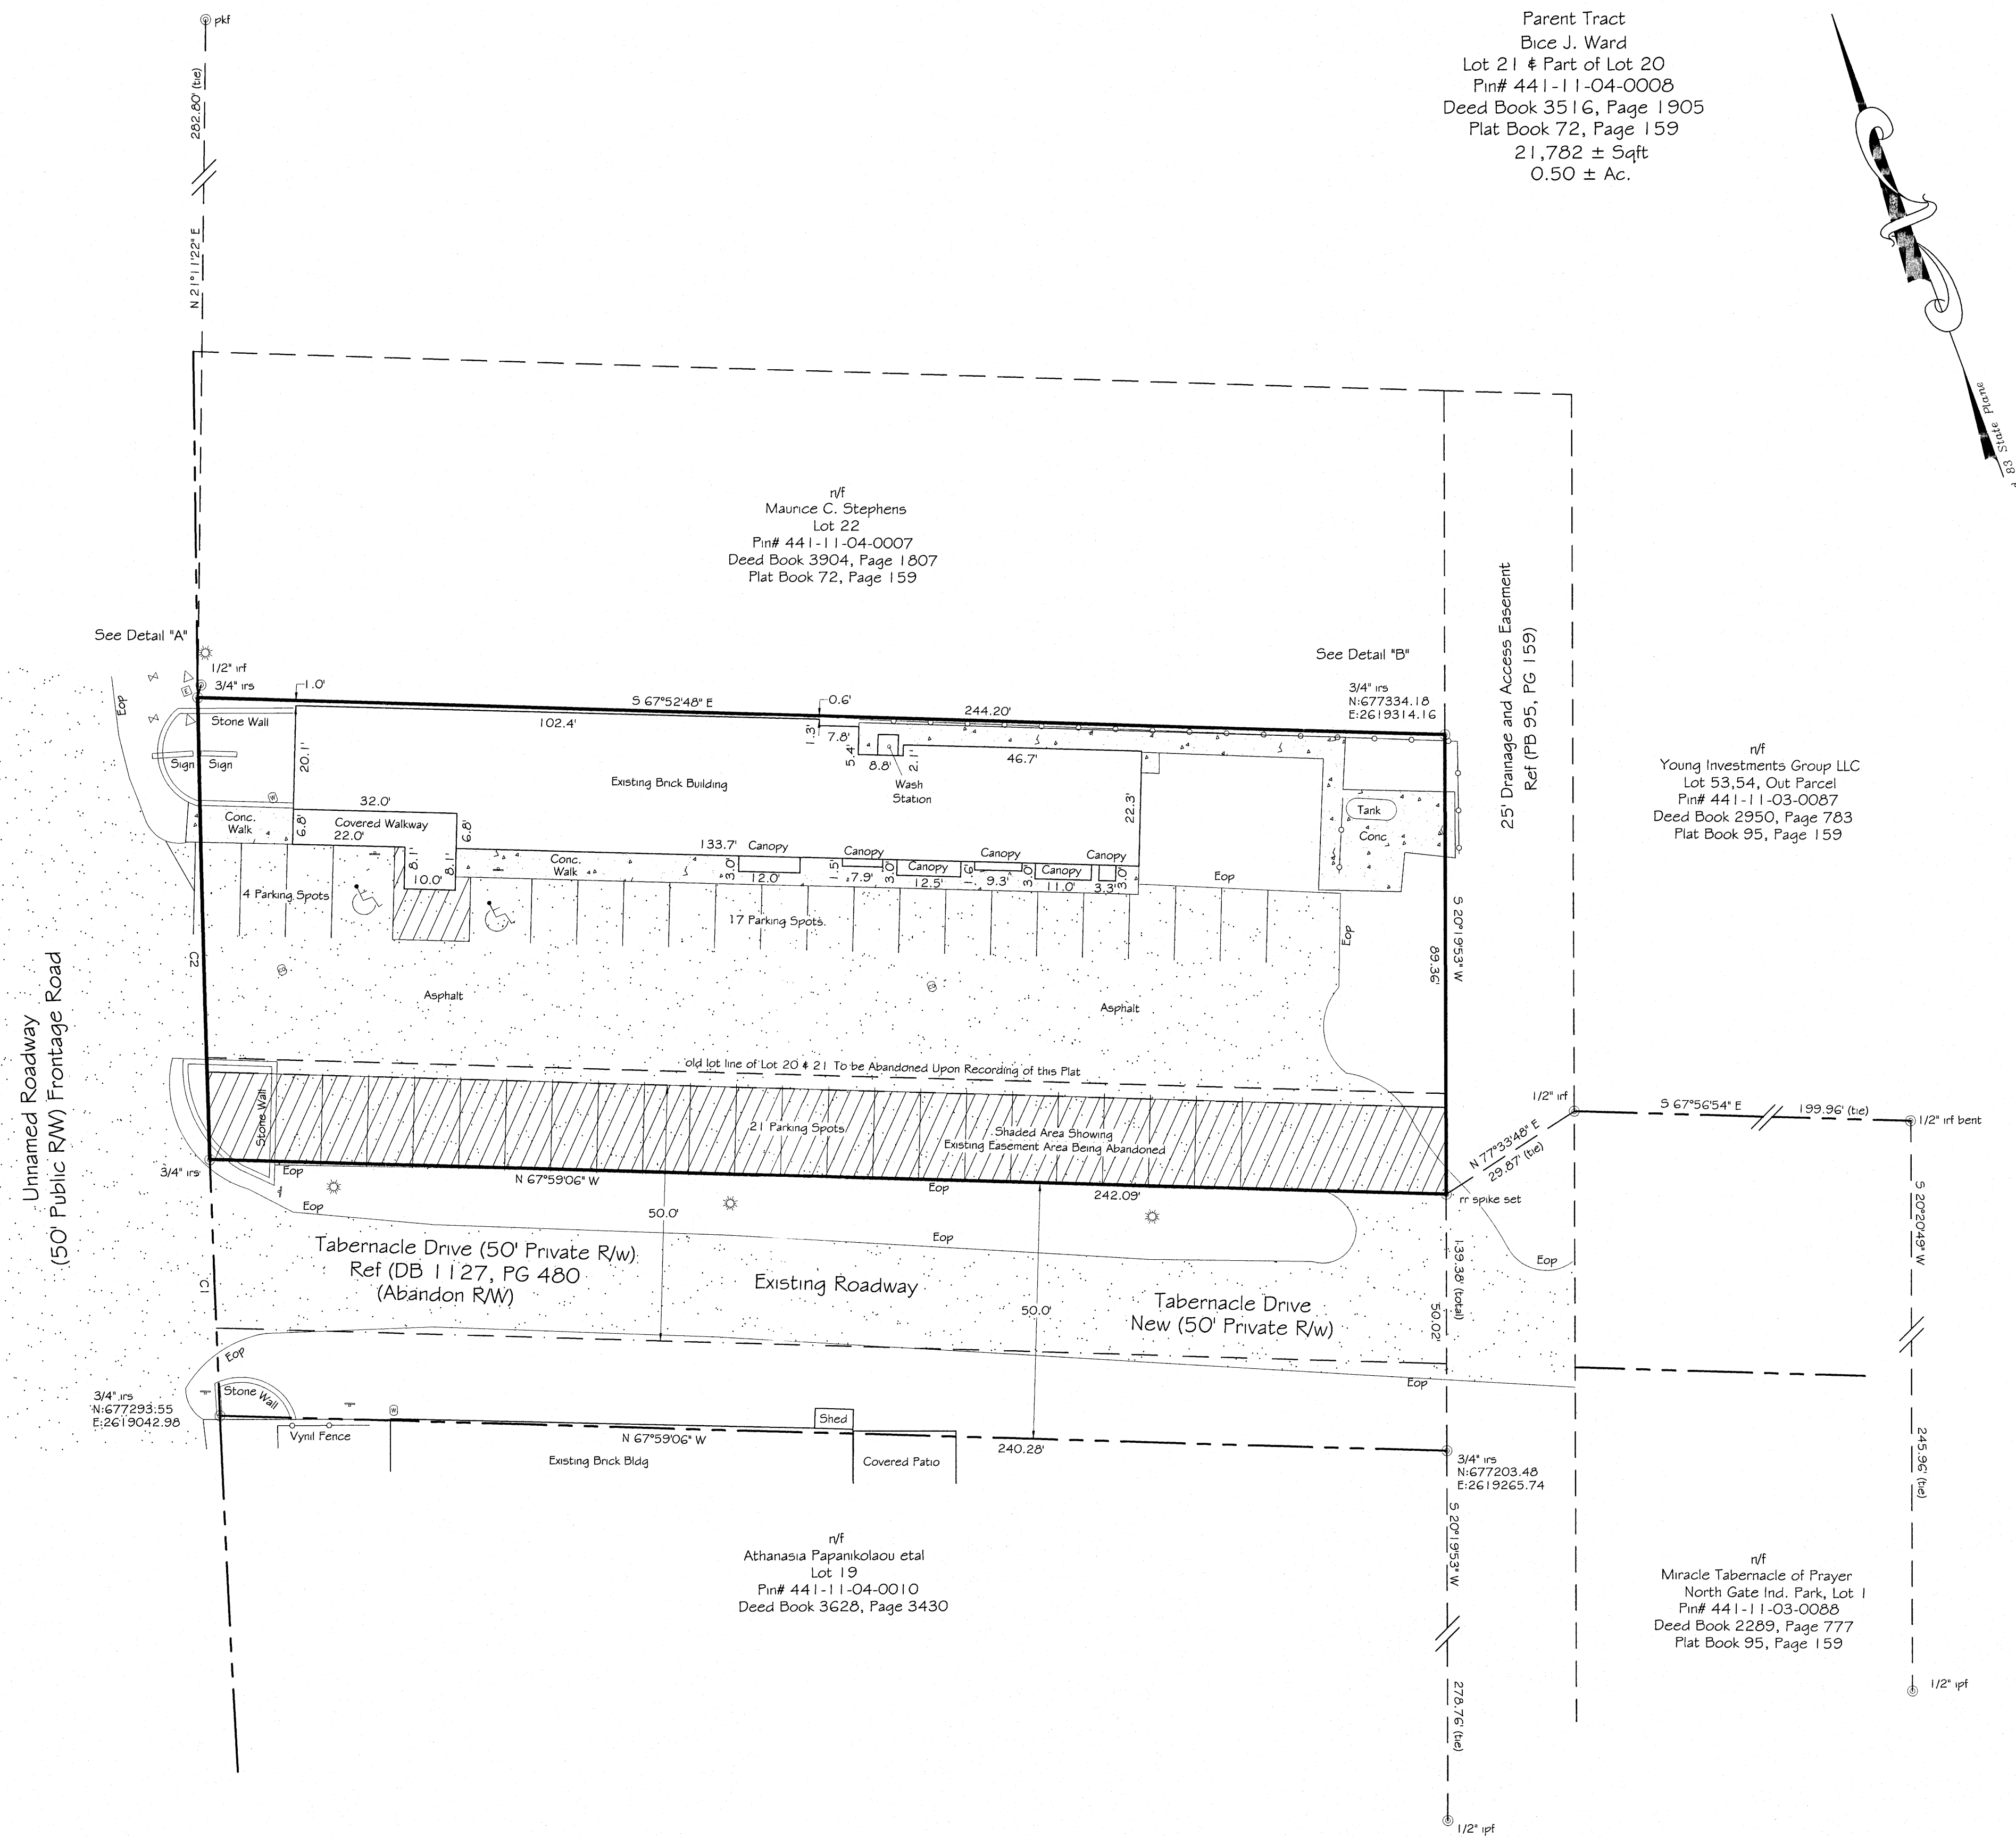 pkf
282.80' (tie)
N 21°11'22" E
Parent Tract
Bice J. Ward
Lot 21 & Part of Lot 20
Pin# 441-11-04-0008
Deed Book 3516, Page 1905
Plat Book 72, Page 159
21,782 ± Sqft
0.50 ± Ac.
83 State Plane
n/f
Maurice C. Stephens
Lot 22
Pin# 441-11-04-0007
Deed Book 3904, Page 1807
Plat Book 72, Page 159
25' Drainage and Access Easement
Ref (PB 95, PG 159)
See Detail "A"
See Detail "B"
1/2" irf
3/4" irs
1.0'
S 67°52'48" E
0.6'
244.20'
3/4" irs
N:677334.18
E:2619314.16
Eop
E
Stone Wall
Sign
Sign
W
102.4'
20.1'
1.3'
7.8'
5.4'
8.8'
2.1'
46.7'
Wash
Station
Existing Brick Building
22.3'
Tank
Conc.
n/f
Young Investments Group LLC
Lot 53,54, Out Parcel
Pin# 441-11-03-0087
Deed Book 2950, Page 783
Plat Book 95, Page 159
Conc.
Walk
6.8'
32.0'
Covered Walkway
22.0'
6.8'
8.1'
8.1'
10.0'
133.7'
Conc.
Walk
Canopy
Canopy
Canopy
Canopy
Canopy
Canopy
3.0'
12.0'
1.5'
7.9'
3.0'
12.5'
1.6'
9.3'
3.0'
11.0'
3.3'
3.0'
Eop
Eop
4 Parking Spots
17 Parking Spots
S 20°19'53" W
89.36'
C2
Asphalt
Asphalt
Unnamed Roadway
(50' Public R/W) Frontage Road
old lot line of Lot 20 & 21 To be Abandoned Upon Recording of this Plat
Stone Wall
21 Parking Spots
Shaded Area Showing
Existing Easement Area Being Abandoned
1/2" irf
S 67°56'54" E
199.96' (tie)
1/2" irf bent
N 77°33'48" E
29.87' (tie)
rr spike set
3/4" irs
Eop
N 67°59'06" W
Eop
242.09'
Eop
50.0'
Eop
Eop
Tabernacle Drive (50' Private R/w)
Ref (DB 1127, PG 480
(Abandon R/W)
Existing Roadway
50.0'
Tabernacle Drive
New (50' Private R/w)
139.38' (total)
50.02'
S 20°20'49" W
245.96' (tie)
C1
Eop
Eop
3/4" irs
N:677293.55
E:2619042.98
Stone Wall
W
Vynil Fence
N 67°59'06" W
Shed
240.28'
Existing Brick Bldg
Covered Patio
3/4" irs
N:677203.48
E:2619265.74
S 20°19'53" W
278.76' (tie)
n/f
Athanasia Papanikolaou etal
Lot 19
Pin# 441-11-04-0010
Deed Book 3628, Page 3430
n/f
Miracle Tabernacle of Prayer
North Gate Ind. Park, Lot 1
Pin# 441-11-03-0088
Deed Book 2289, Page 777
Plat Book 95, Page 159
1/2" ipf
1/2" ipf